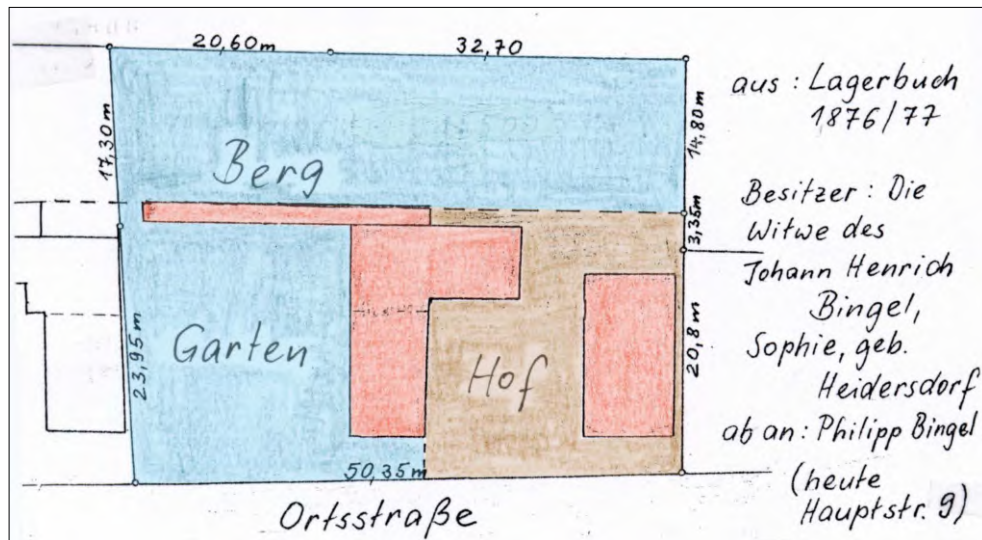 20,60m
32,70
17,30m
14,80m
Berg
3,35m
23,95m
Garten
Hof
20,8m
50,35m
Ortsstraße
aus: Lagerbuch
1876/77
Besitzer: Die
Witwe des
Johann Henrich
Bingel,
Sophie, geb.
Heidersdorf
ab an: Philipp Bingel
(heute
Hauptstr. 9)